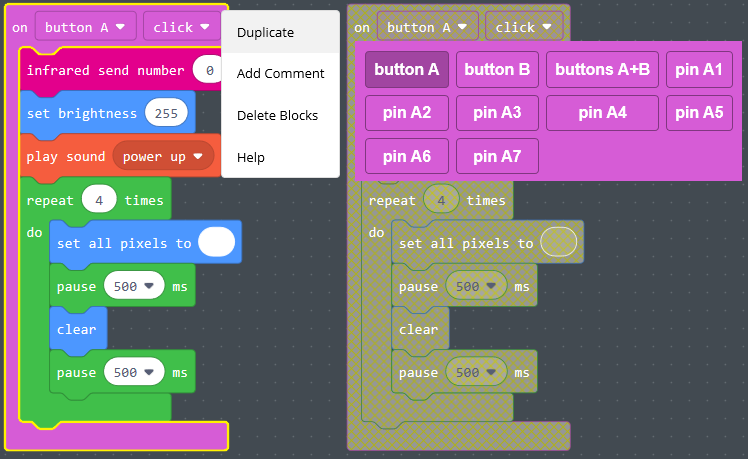 on button A click
infrared send number 0
set brightness 255
play sound power up
repeat 4 times
do
set all pixels to
pause 500 ms
clear
pause 500 ms
Duplicate
Add Comment
Delete Blocks
Help
on button A click
button A button B buttons A+B pin A1
pin A2 pin A3 pin A4 pin A5
pin A6 pin A7
repeat 4 times
do
set all pixels to
pause 500 ms
clear
pause 500 ms